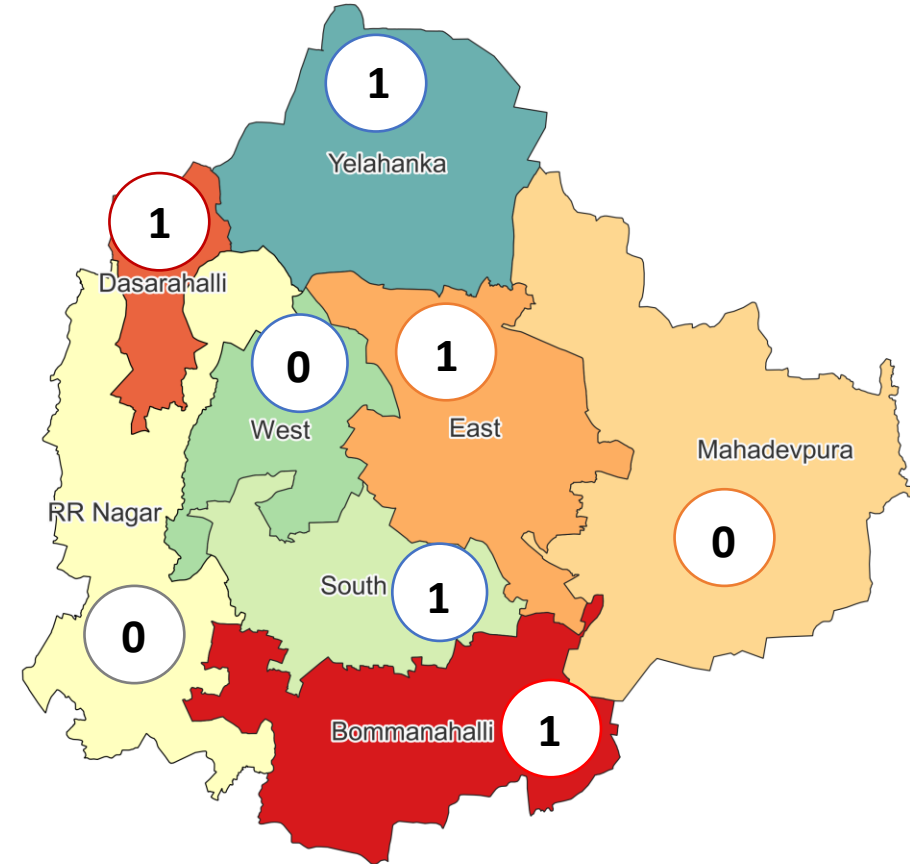 1
Yelahanka
1
Dasarahalli
0
West
1
East
Mahadevpura
0
RR Nagar
South
1
0
Bommanahalli
1